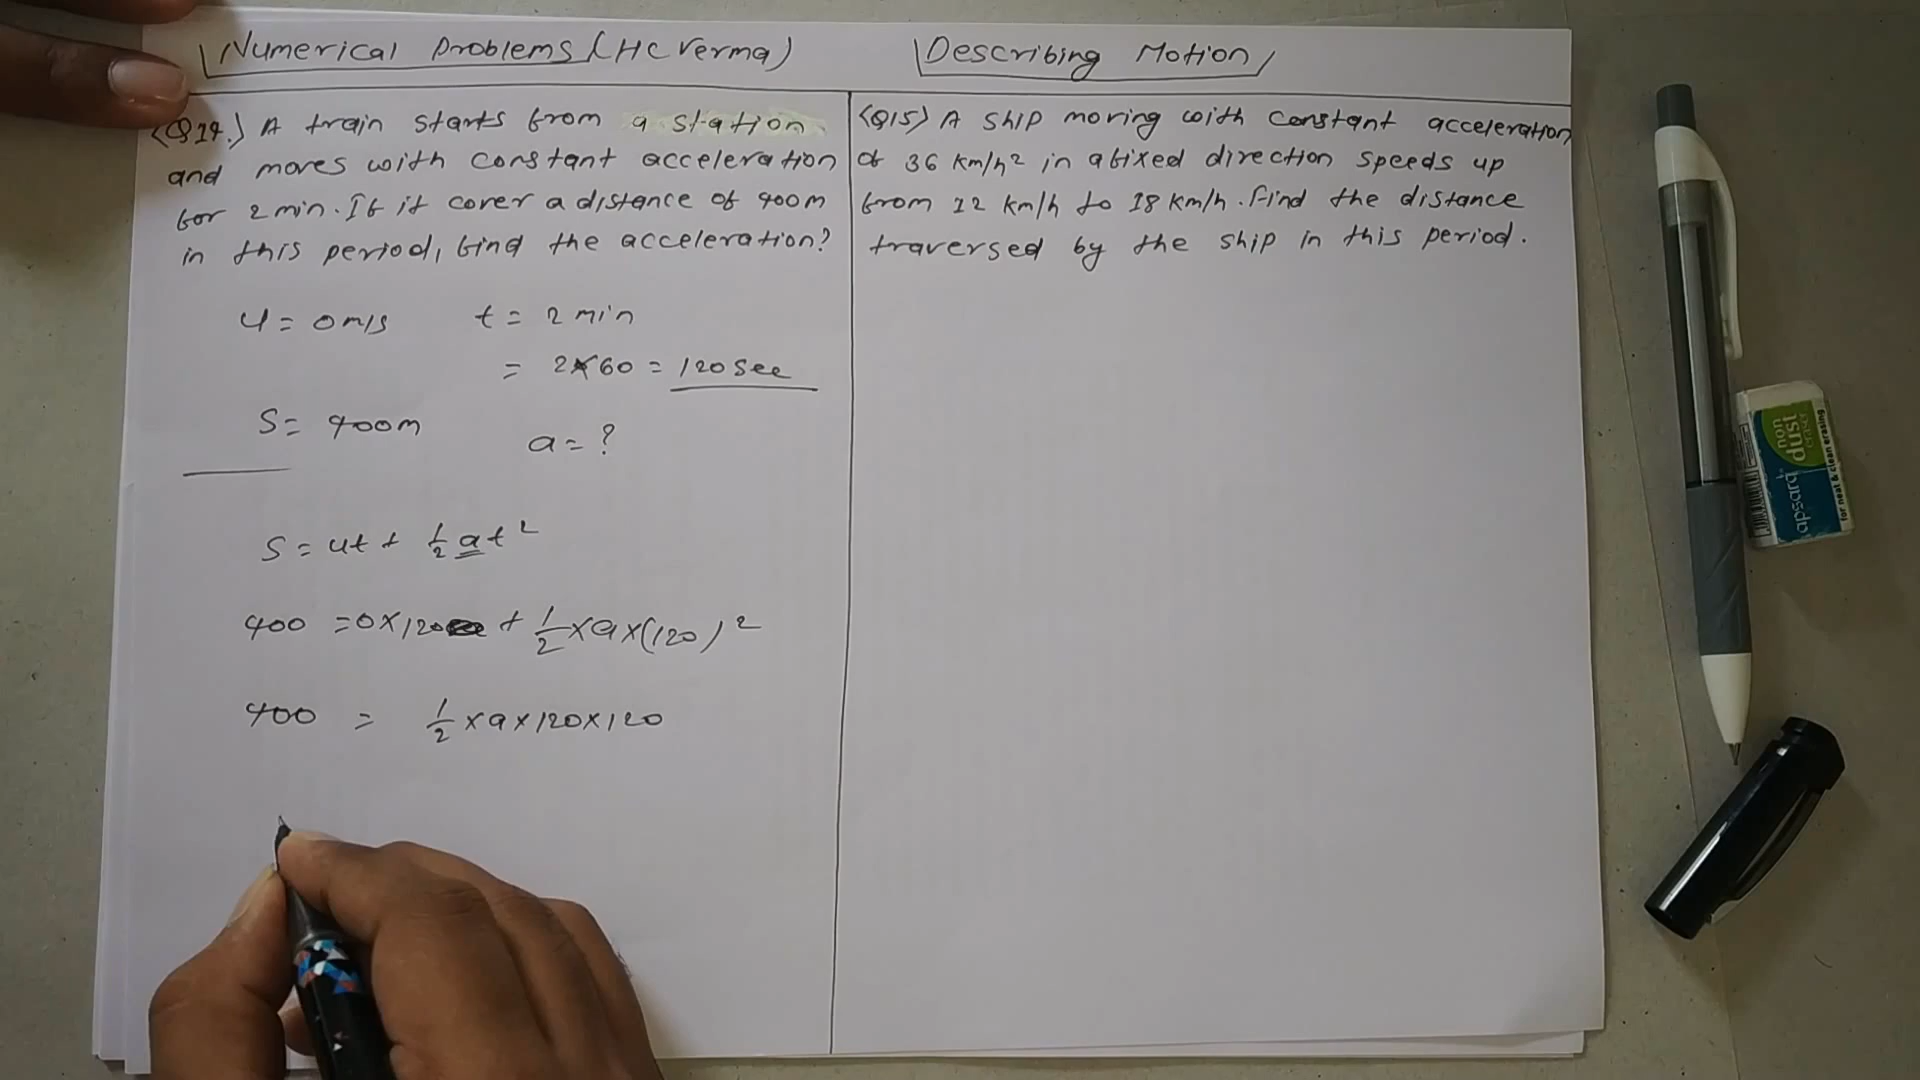 Numerical Problems (HC Verma)
Describing Motion
(Q14.) A train starts from a station
and moves with constant acceleration
for 2 min. If it cover a distance of 400m
in this period, find the acceleration?
u = 0 m/s t = 2 min
= 2×60 = 120 sec
S = 400m a = ?
S = ut + 1/2 at²
400 = 0×120 + 1/2 ×a×(120)²
400 = 1/2 ×a×120×120
(Q15) A ship moving with constant acceleration
of 36 km/h² in a fixed direction speeds up
from 12 km/h to 18 km/h. find the distance
traversed by the ship in this period.
apsara
non
dust
eraser
for neat & clean erasing